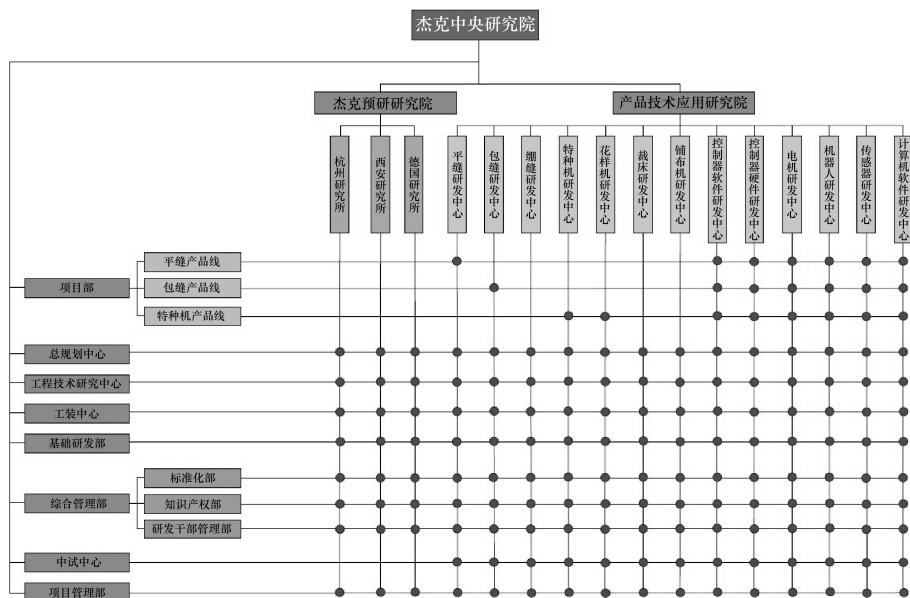 杰克中央研究院
杰克预研研究院
产品技术应用研究院
杭州研究所
西安研究所
德国研究所
平缝研发中心
包缝研发中心
绷缝研发中心
特种机研发中心
花样机研发中心
裁床研发中心
铺布机研发中心
控制器软件研发中心
控制器硬件研发中心
电机研发中心
机器人研发中心
传感器研发中心
计算机软件研发中心
平缝产品线
项目部
包缝产品线
特种机产品线
总规划中心
工程技术研究中心
工装中心
基础研发部
标准化部
综合管理部
知识产权部
研发干部管理部
中试中心
项目管理部